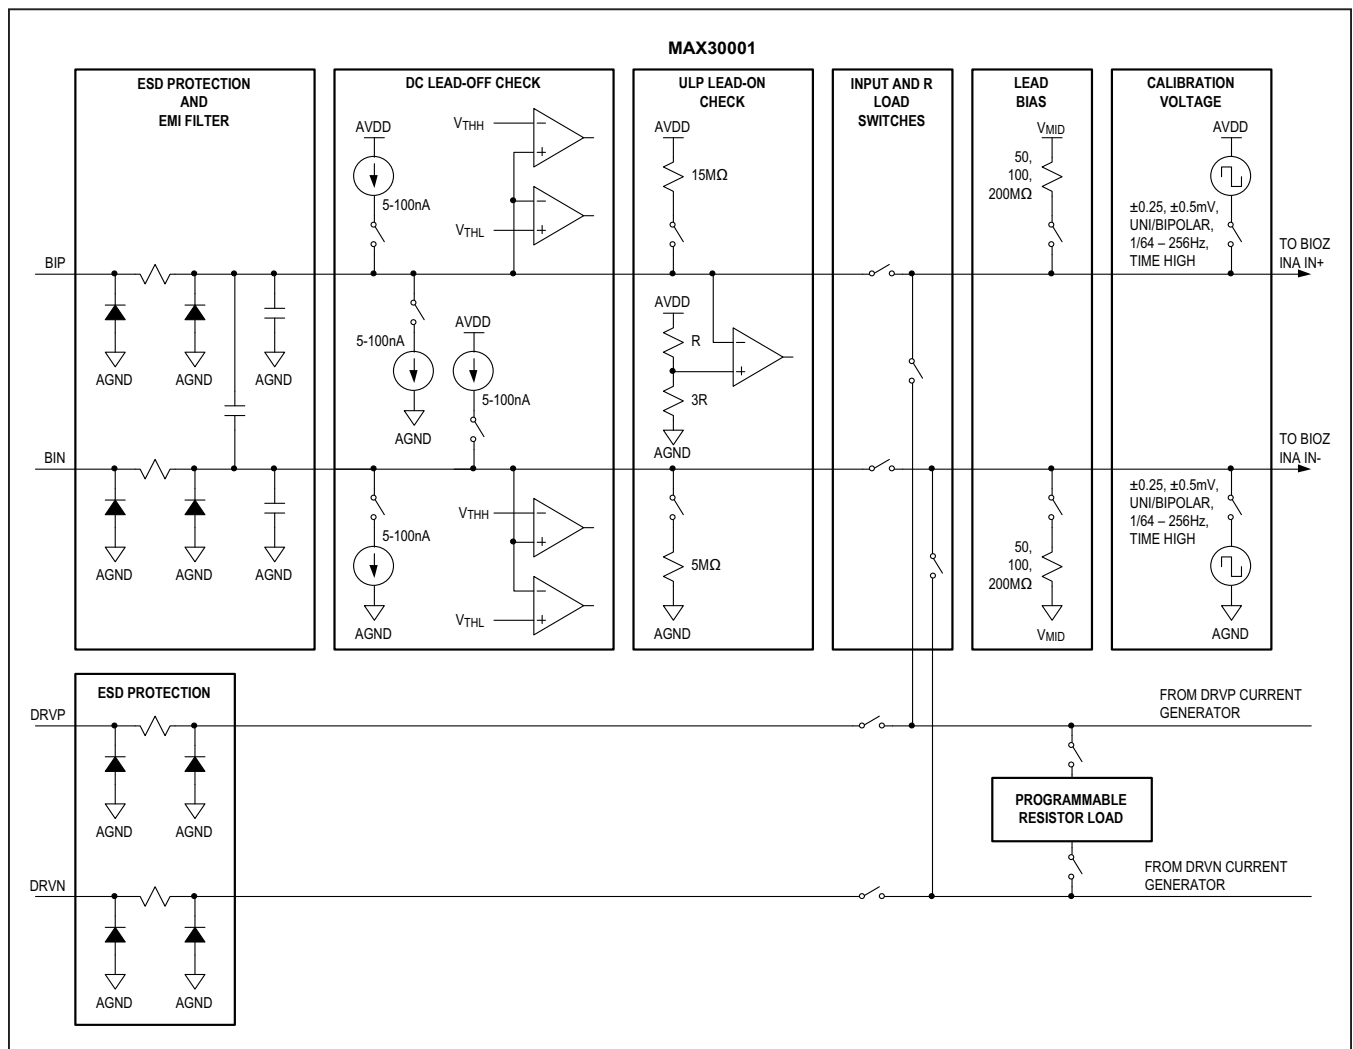 MAX30001
ESD PROTECTION
AND
EMI FILTER
DC LEAD-OFF CHECK
ULP LEAD-ON
CHECK
INPUT AND R
LOAD
SWITCHES
LEAD
BIAS
CALIBRATION
VOLTAGE
AVDD
5-100nA
VTHH
VTHL
AVDD
15MΩ
VMID
50,
100,
200MΩ
AVDD
±0.25, ±0.5mV,
UNI/BIPOLAR,
1/64 – 256Hz,
TIME HIGH
TO BIOZ
INA IN+
BIP
AGND
AGND
AGND
5-100nA
AGND
AVDD
5-100nA
AVDD
R
3R
AGND
BIN
AGND
AGND
AGND
5-100nA
AGND
VTHH
VTHL
5MΩ
AGND
50,
100,
200MΩ
VMID
±0.25, ±0.5mV,
UNI/BIPOLAR,
1/64 – 256Hz,
TIME HIGH
AGND
TO BIOZ
INA IN-
ESD PROTECTION
DRVP
AGND
AGND
FROM DRVP CURRENT
GENERATOR
PROGRAMMABLE
RESISTOR LOAD
DRVN
AGND
AGND
FROM DRVN CURRENT
GENERATOR